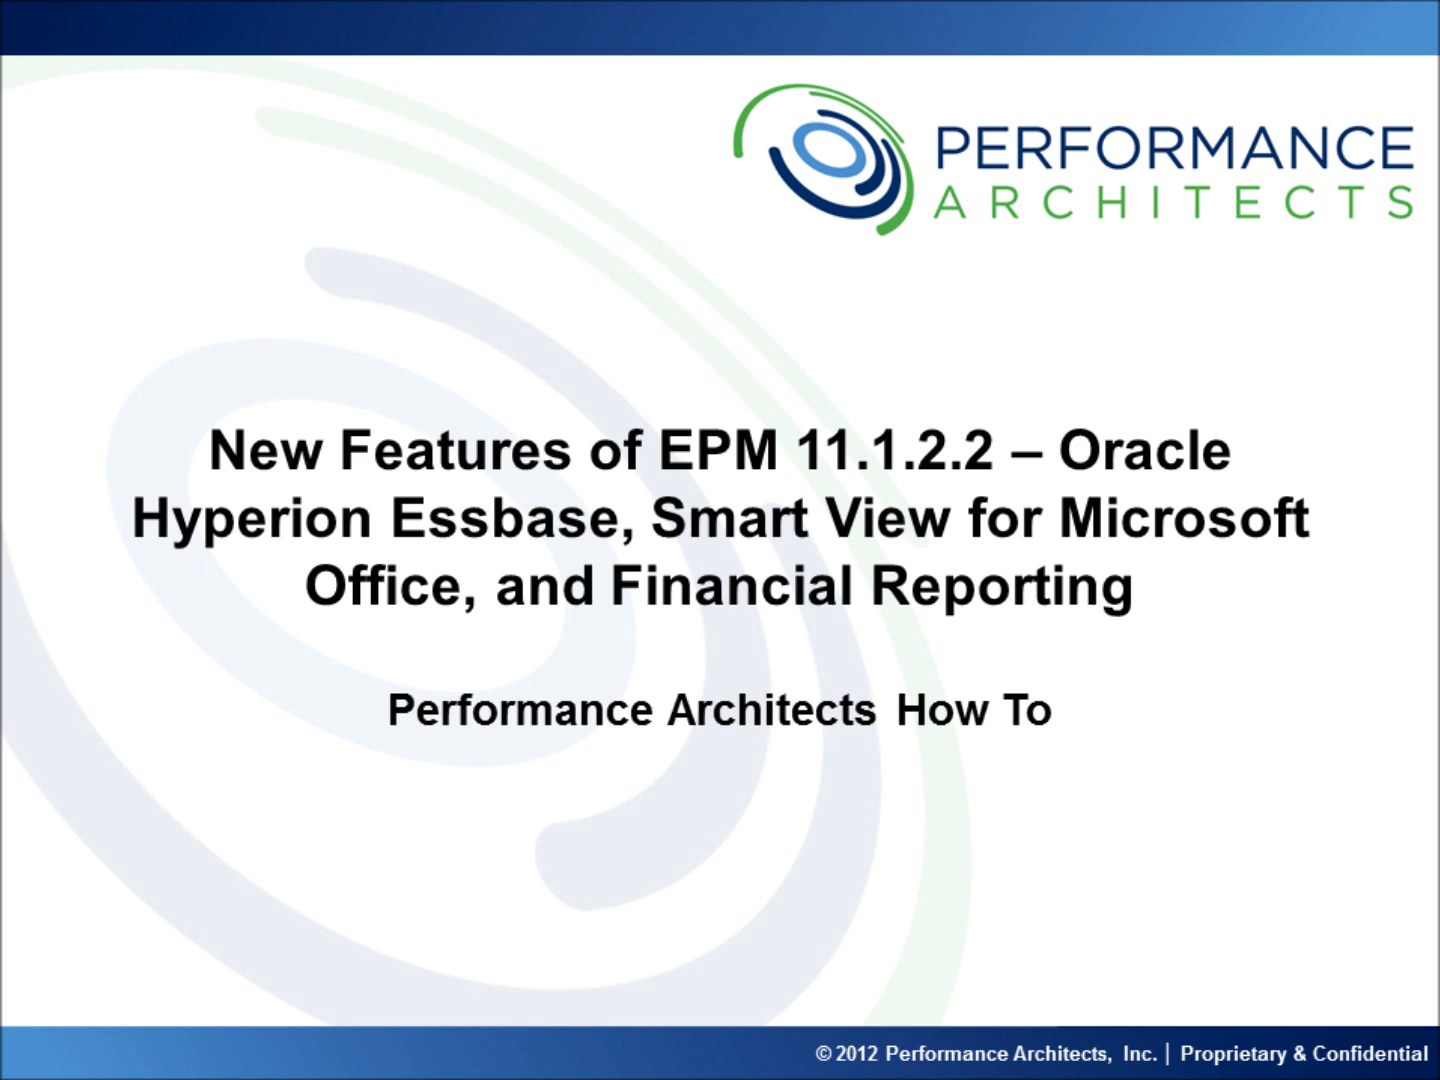 PERFORMANCE
ARCHITECTS
New Features of EPM 11.1.2.2 – Oracle
Hyperion Essbase, Smart View for Microsoft
Office, and Financial Reporting
Performance Architects How To
© 2012 Performance Architects, Inc. | Proprietary & Confidential